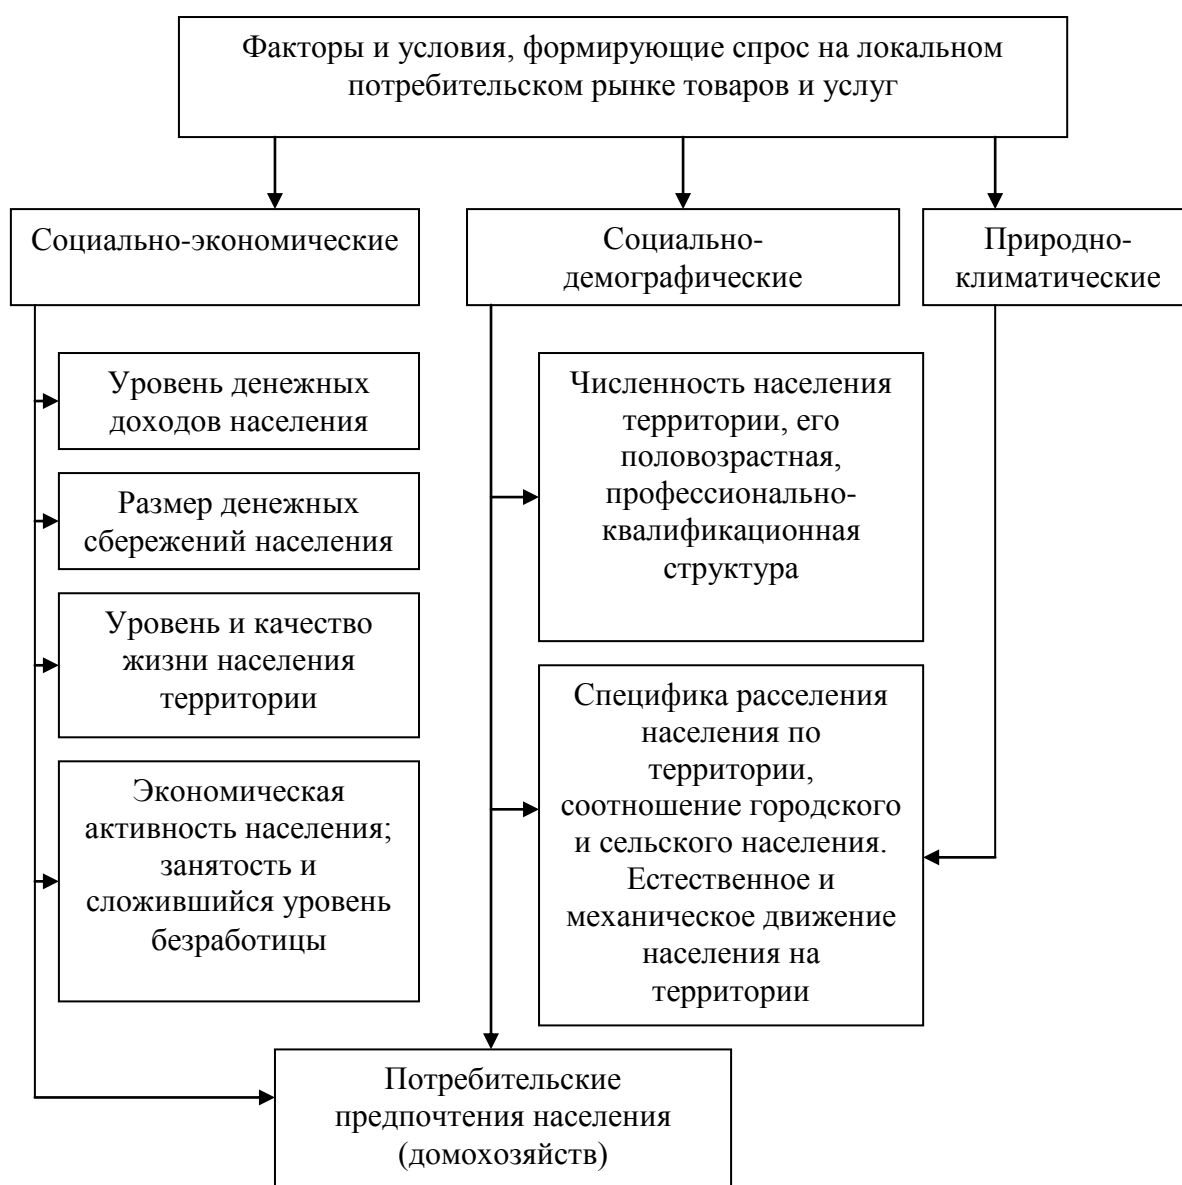 Факторы и условия, формирующие спрос на локальном
потребительском рынке товаров и услуг
Социально-экономические
Социально-
демографические
Природно-
климатические
Уровень денежных
доходов населения
Размер денежных
сбережений населения
Уровень и качество
жизни населения
территории
Экономическая
активность населения;
занятость и
сложившийся уровень
безработицы
Численность населения
территории, его
половозрастная,
профессионально-
квалификационная
структура
Специфика расселения
населения по
территории,
соотношение городского
и сельского населения.
Естественное и
механическое движение
населения на
территории
Потребительские
предпочтения населения
(домохозяйств)